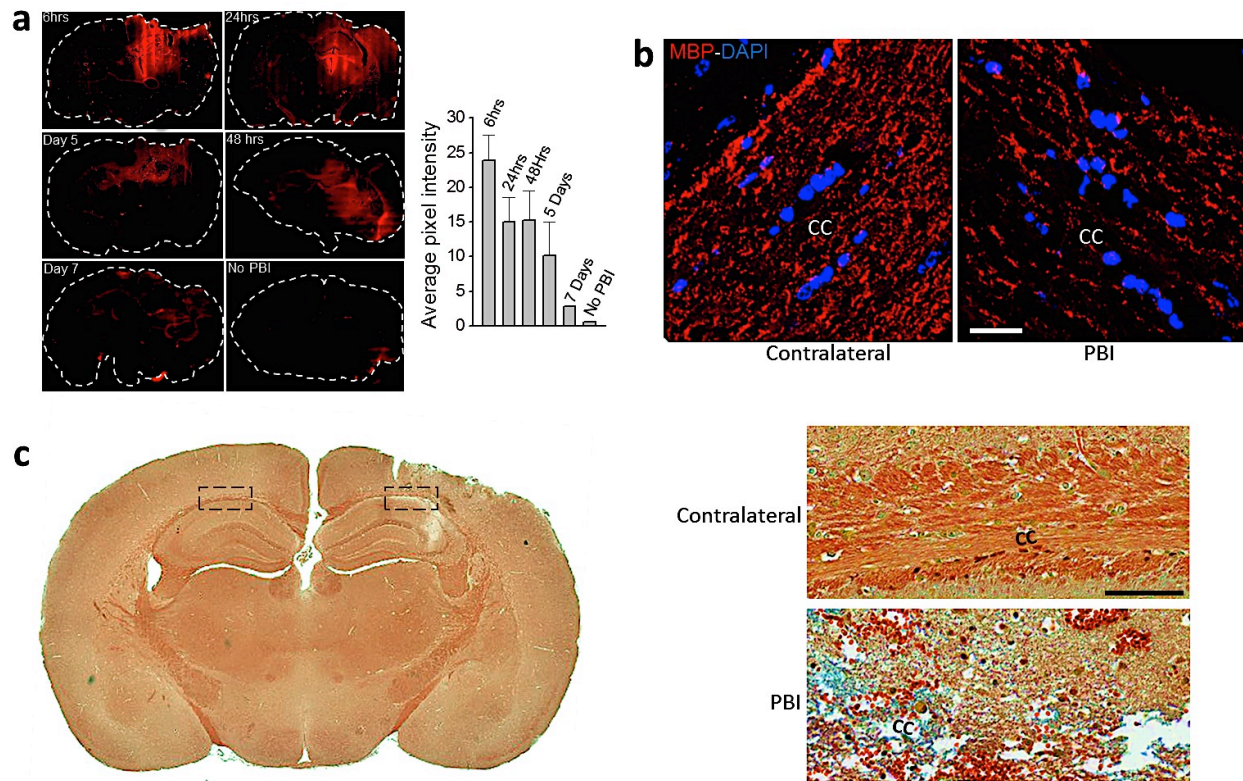 a
6hrs
24hrs
Day 5
48 hrs
Day 7
No PBI
Average pixel intensity
30
25
20
15
10
5
0
6hrs
24hrs
48Hrs
5 Days
7 Days
No PBI
b
MBP-DAPI
CC
CC
Contralateral
PBI
c
Contralateral
CC
PBI
CC